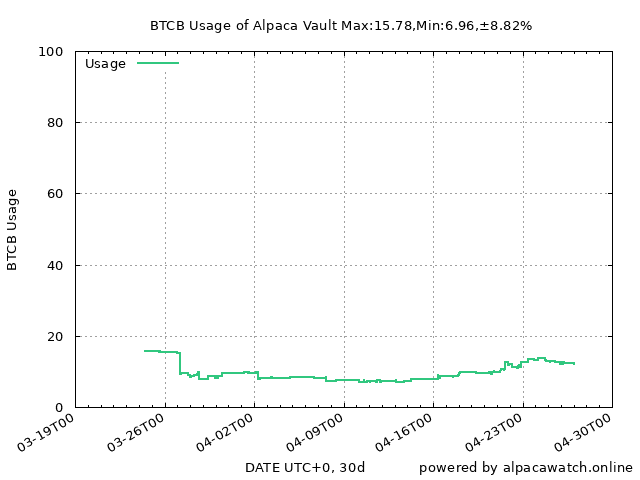 BTCB Usage of Alpaca Vault Max:15.78,Min:6.96,±8.82%
Usage
BTCB Usage
100
80
60
40
20
0
03-19T00
03-26T00
04-02T00
04-09T00
04-16T00
04-23T00
04-30T00
DATE UTC+0, 30d
powered by alpacawatch.online